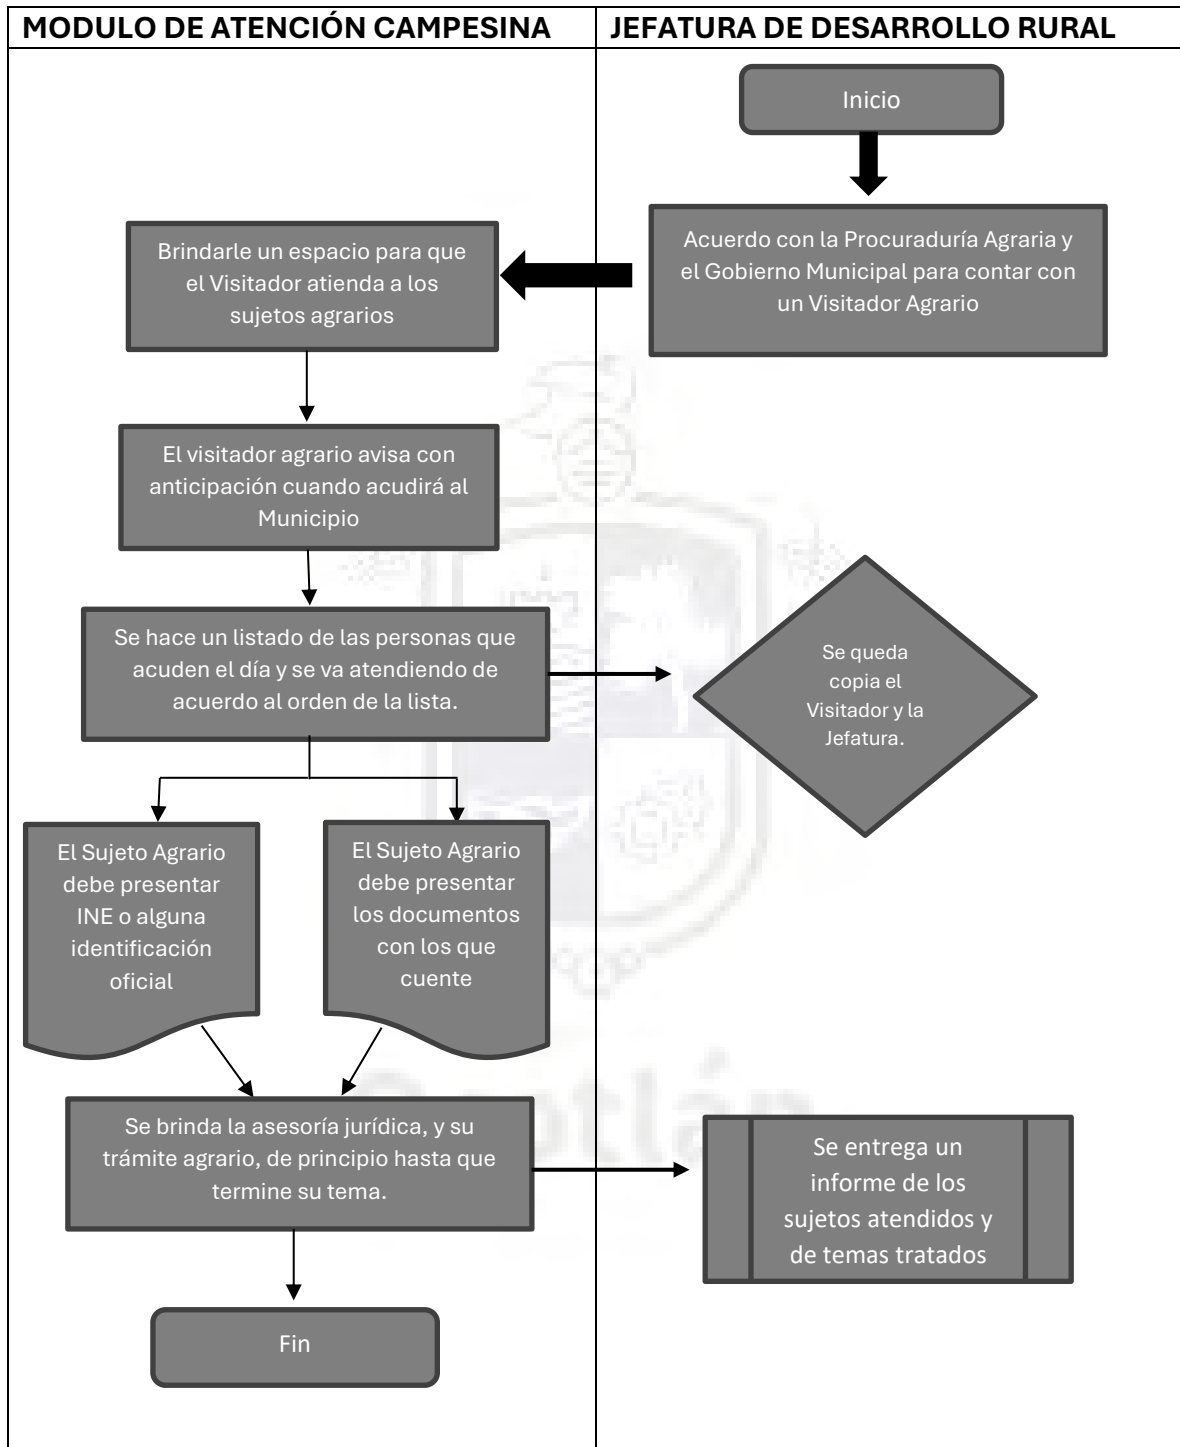 MODULO DE ATENCIÓN CAMPESINA
JEFATURA DE DESARROLLO RURAL
Inicio
Acuerdo con la Procuraduría Agraria y
el Gobierno Municipal para contar con
un Visitador Agrario
Brindarle un espacio para que
el Visitador atienda a los
sujetos agrarios
El visitador agrario avisa con
anticipación cuando acudirá al
Municipio
Se hace un listado de las personas que
acuden el día y se va atendiendo de
acuerdo al orden de la lista.
Se queda
copia el
Visitador y la
Jefatura.
El Sujeto Agrario
debe presentar
INE o alguna
identificación
oficial
El Sujeto Agrario
debe presentar
los documentos
con los que
cuente
Se brinda la asesoría jurídica, y su
trámite agrario, de principio hasta que
termine su tema.
Se entrega un
informe de los
sujetos atendidos y
de temas tratados
Fin